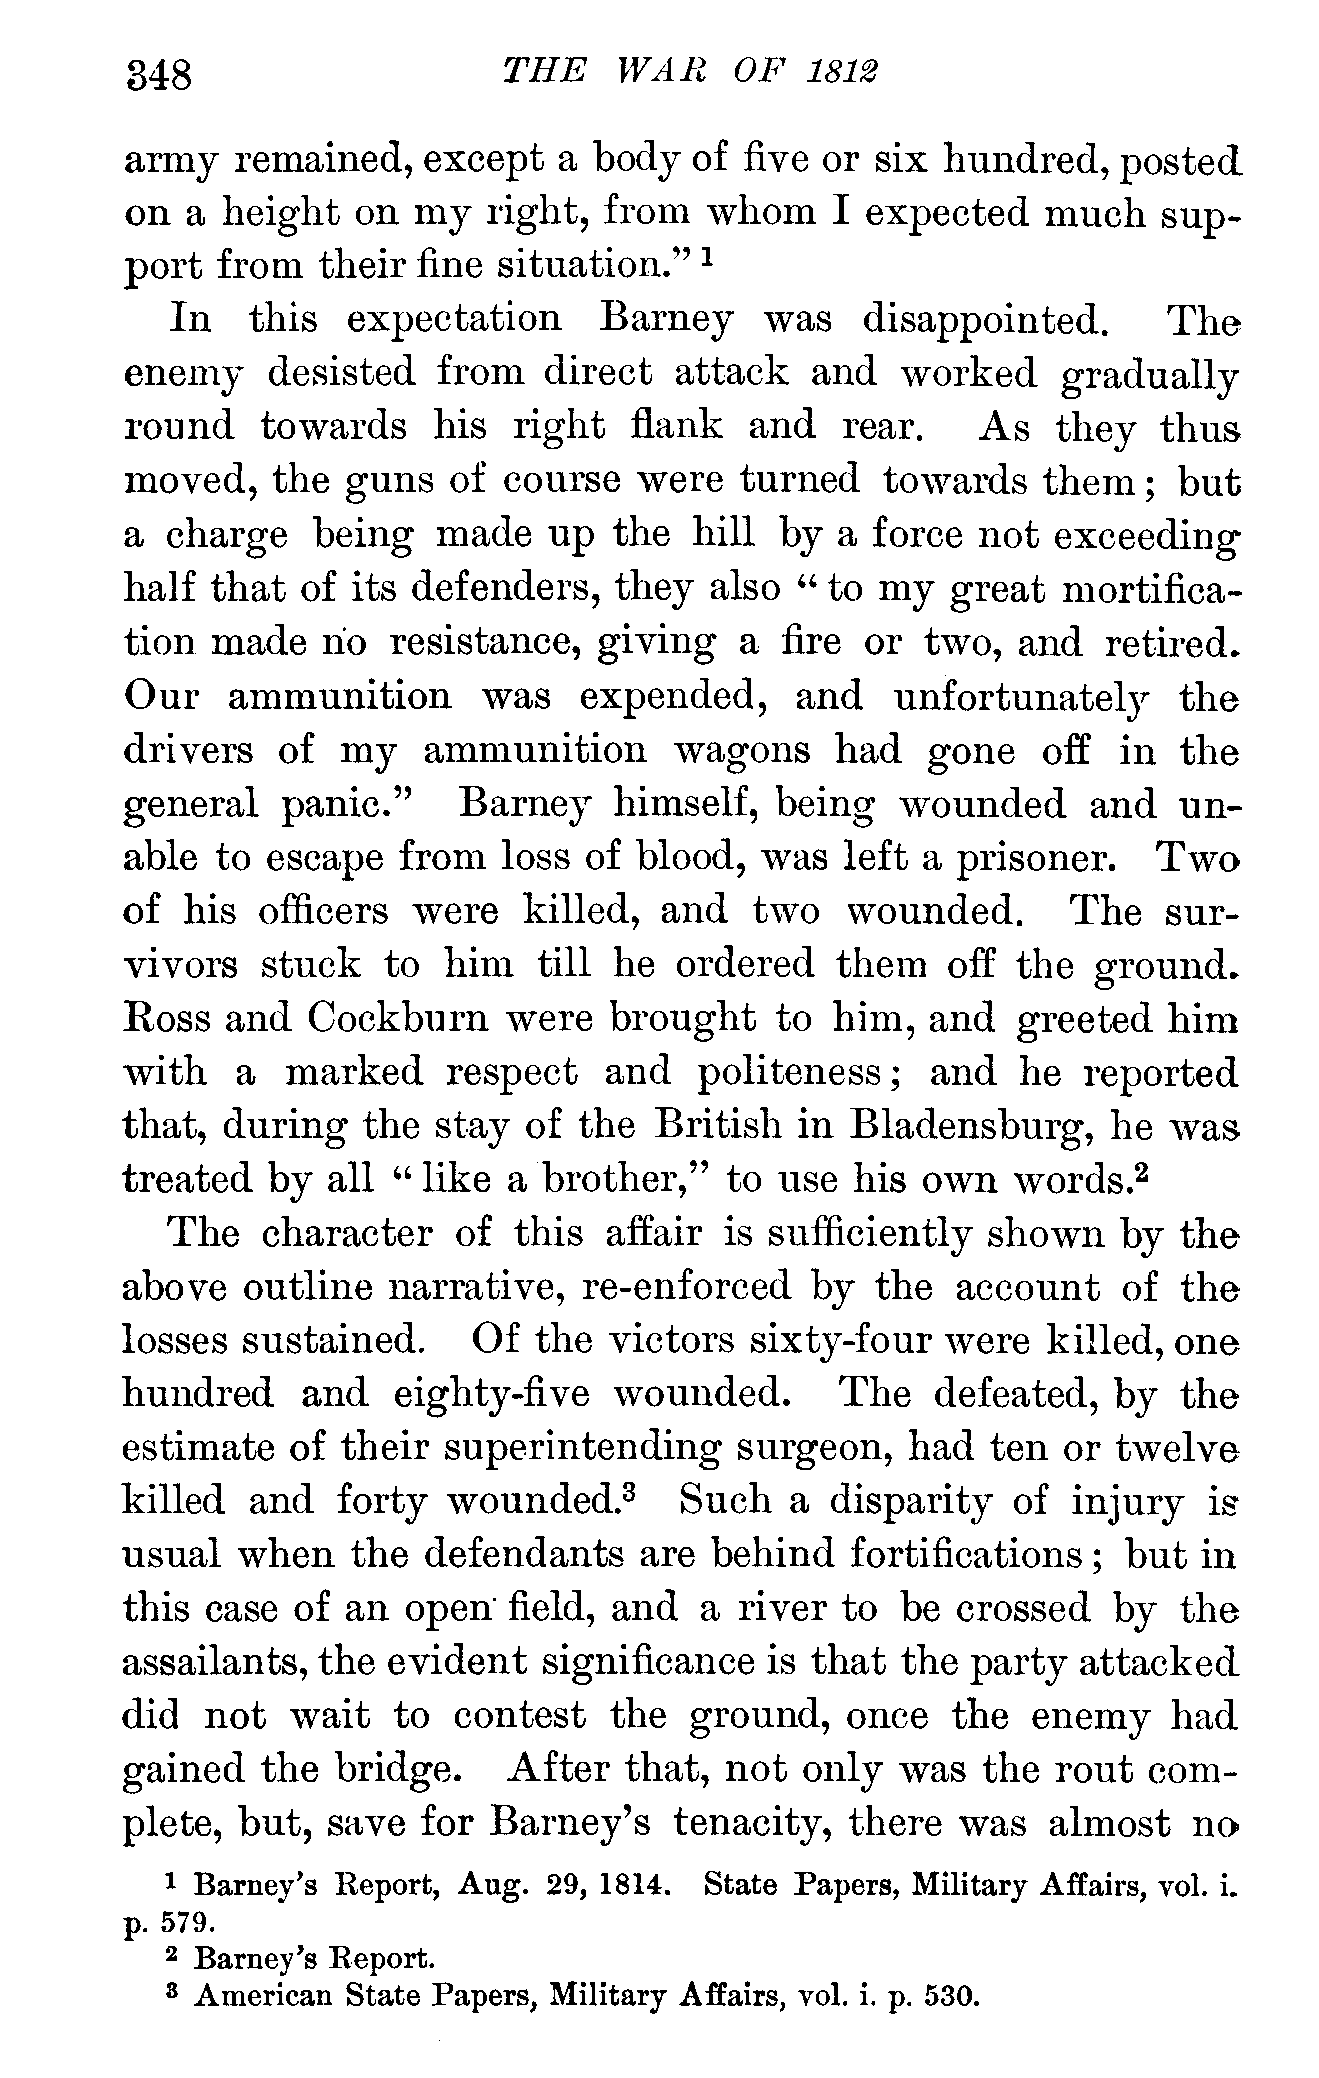 348 THE WAR OF 1812
army remained, except a body of five or six hundred, posted
on a height on my right, from whom I expected much sup-
port from their fine situation.” 1
In this expectation Barney was disappointed. The
enemy desisted from direct attack and worked gradually
round towards his right flank and rear. As they thus
moved, the guns of course were turned towards them; but
a charge being made up the hill by a force not exceeding
half that of its defenders, they also “to my great mortifica-
tion made no resistance, giving a fire or two, and retired.
Our ammunition was expended, and unfortunately the
drivers of my ammunition wagons had gone off in the
general panic.” Barney himself, being wounded and un-
able to escape from loss of blood, was left a prisoner. Two
of his officers were killed, and two wounded. The sur-
vivors stuck to him till he ordered them off the ground.
Ross and Cockburn were brought to him, and greeted him
with a marked respect and politeness; and he reported
that, during the stay of the British in Bladensburg, he was
treated by all “like a brother,” to use his own words.2
The character of this affair is sufficiently shown by the
above outline narrative, re-enforced by the account of the
losses sustained. Of the victors sixty-four were killed, one
hundred and eighty-five wounded. The defeated, by the
estimate of their superintending surgeon, had ten or twelve
killed and forty wounded.3 Such a disparity of injury is
usual when the defendants are behind fortifications; but in
this case of an open field, and a river to be crossed by the
assailants, the evident significance is that the party attacked
did not wait to contest the ground, once the enemy had
gained the bridge. After that, not only was the rout com-
plete, but, save for Barney’s tenacity, there was almost no
1 Barney’s Report, Aug. 29, 1814. State Papers, Military Affairs, vol. i.
p. 579.
2 Barney’s Report.
3 American State Papers, Military Affairs, vol. i. p. 530.